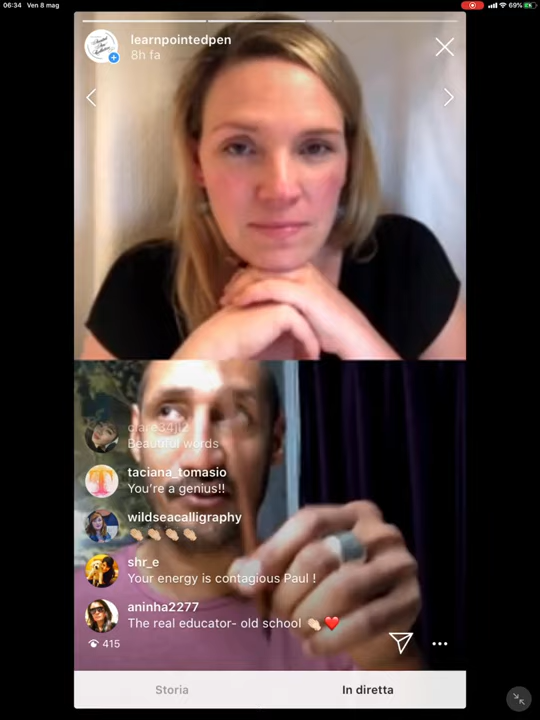 06:34 Ven 8 mag
69%
learnpointedpen
8h fa
Beautiful words
taciana_tomasio
You're a genius!!
wildseacalligraphy
👏🏻👏🏻👏🏻👏🏻
shr_e
Your energy is contagious Paul !
aninha2277
The real educator- old school 👏🏻❤️
415
Storia
In diretta